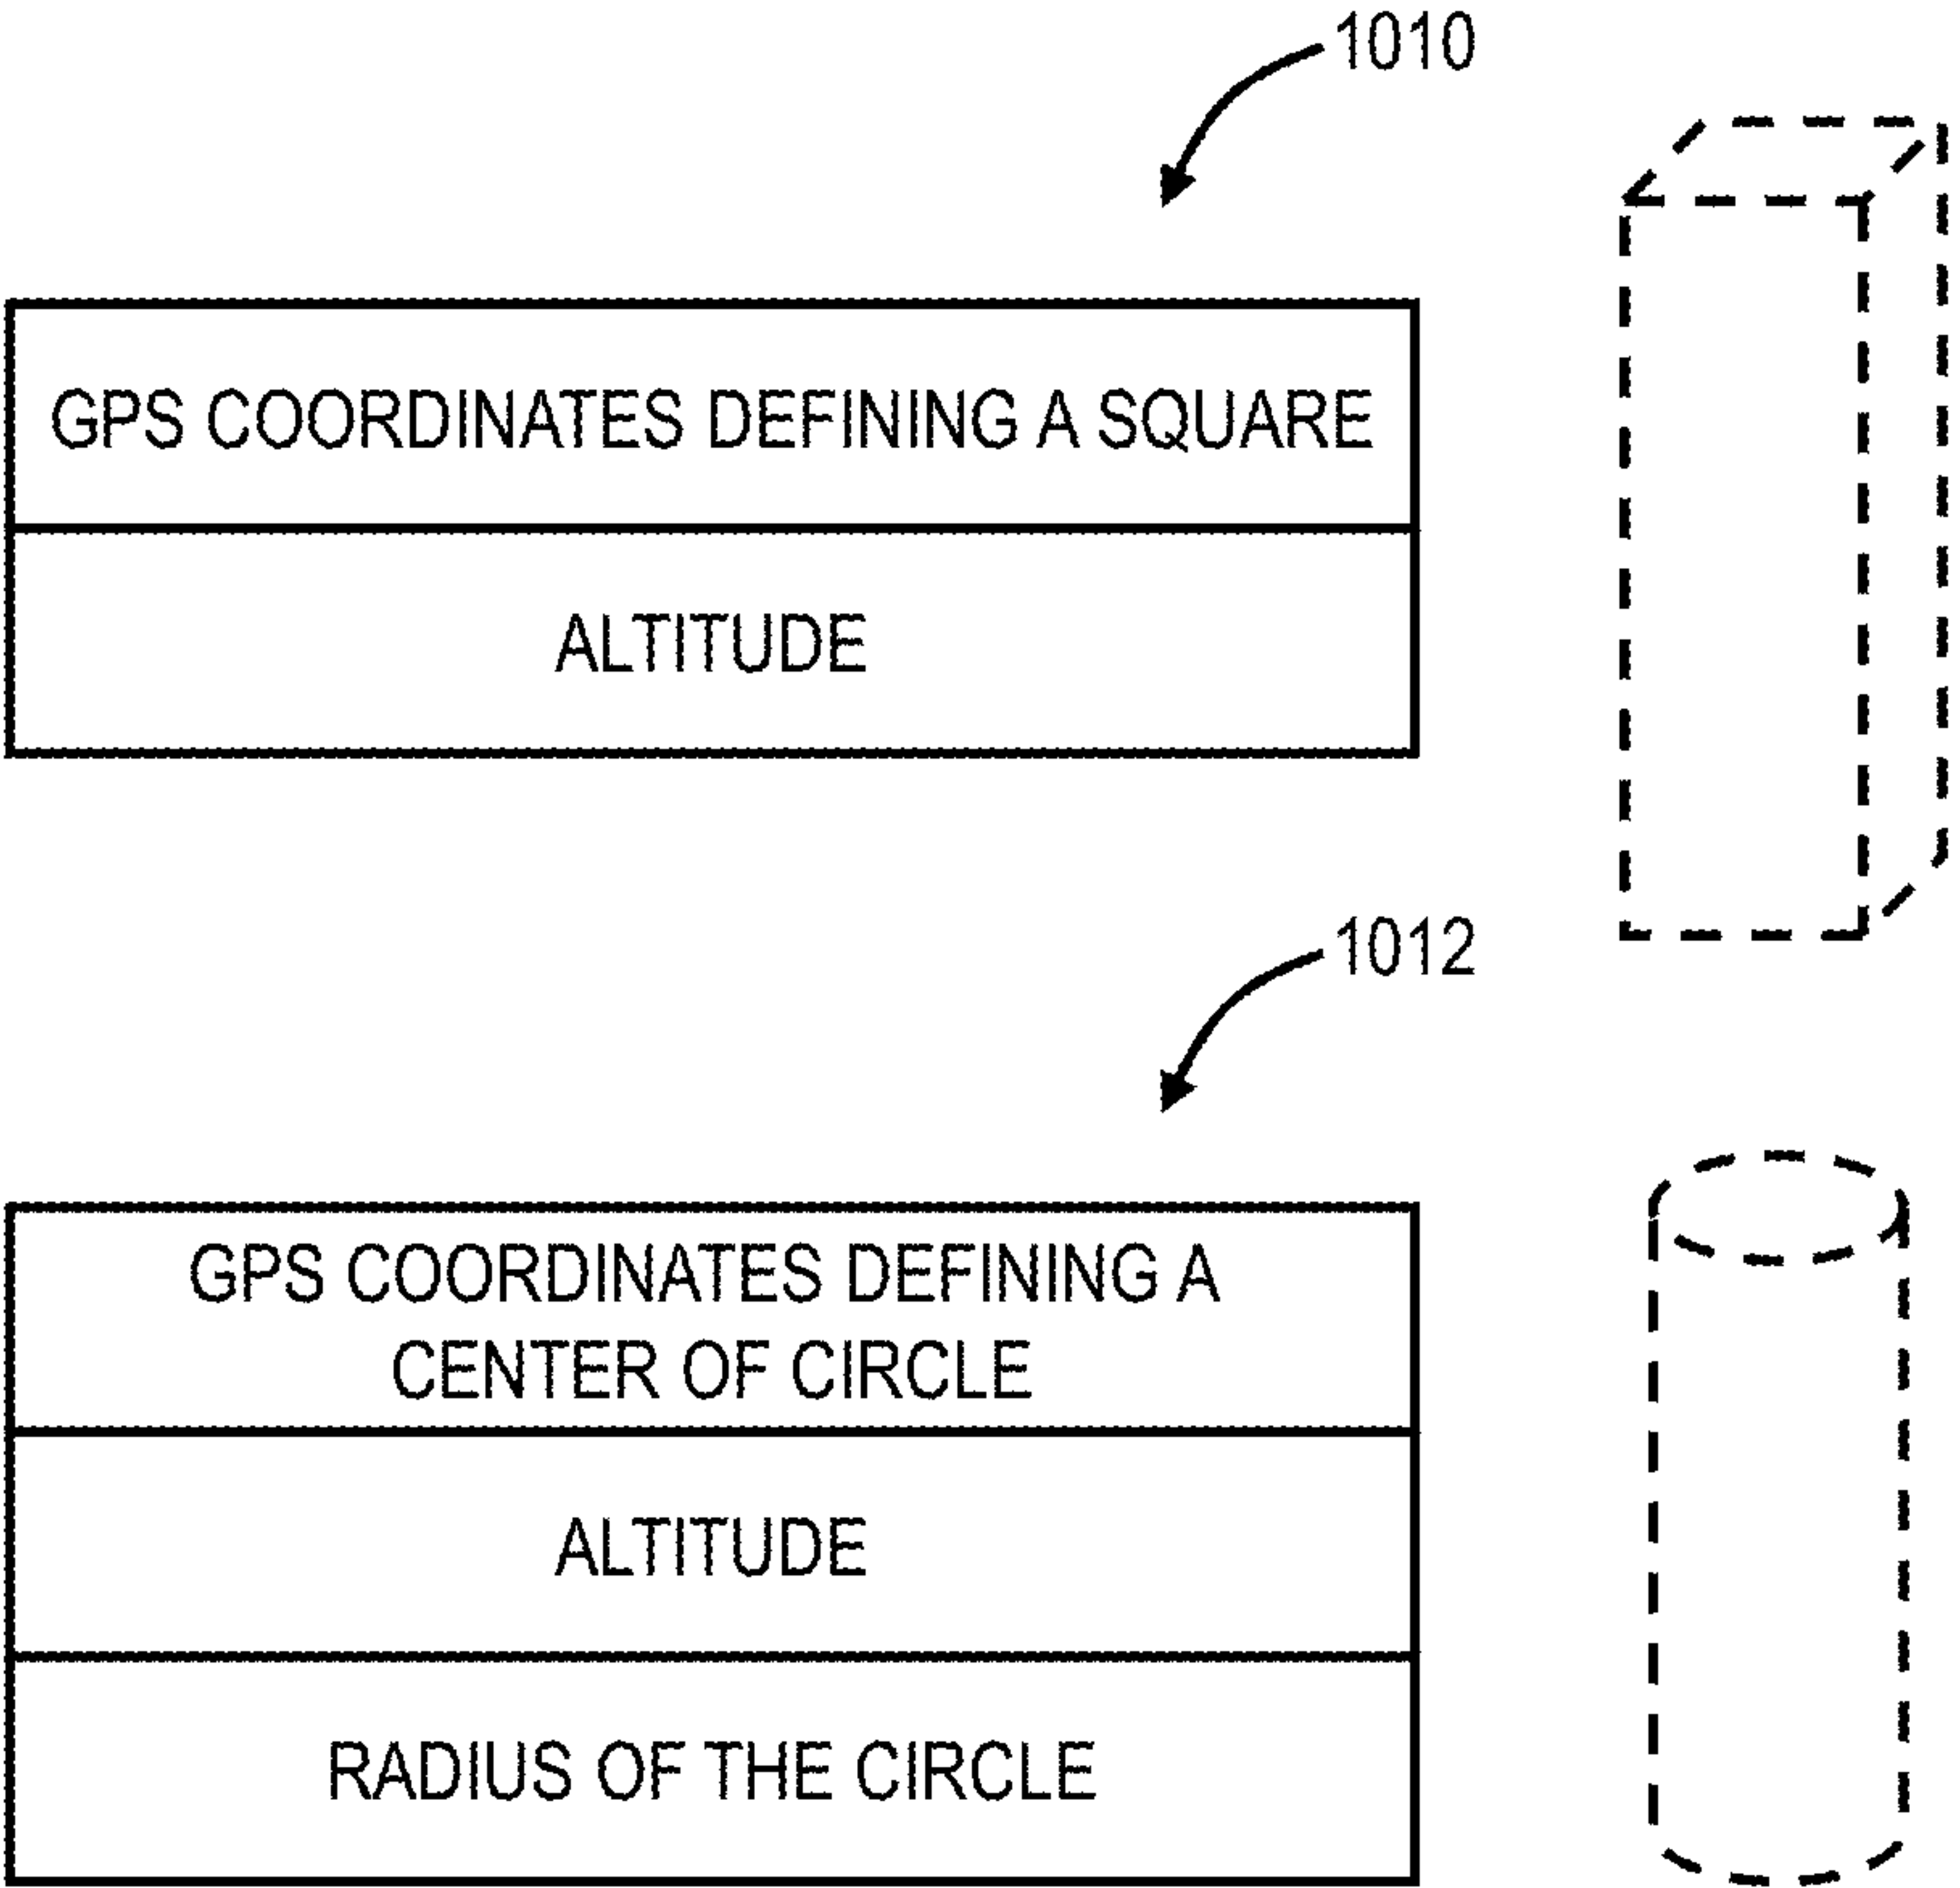 1010
GPS COORDINATES DEFINING A SQUARE
ALTITUDE
1012
GPS COORDINATES DEFINING A
CENTER OF CIRCLE
ALTITUDE
RADIUS OF THE CIRCLE